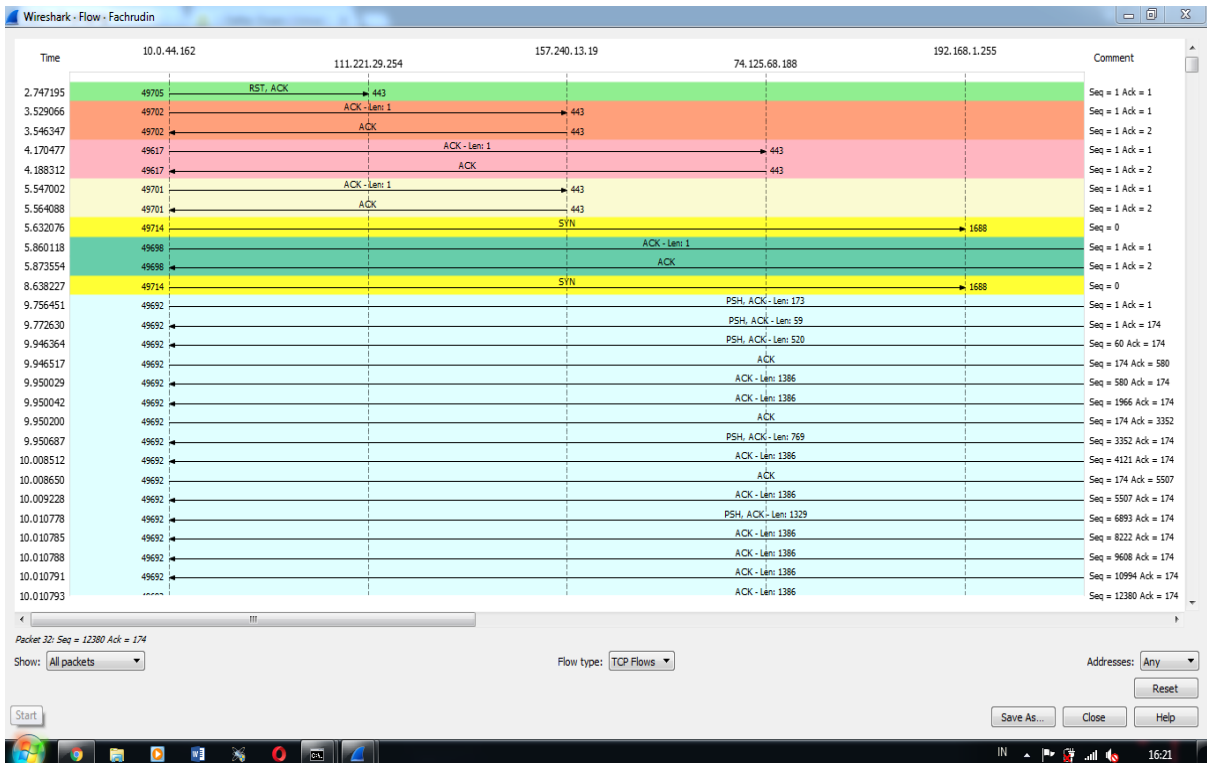 Wireshark · Flow · Fachrudin
Time 10.0.44.162 157.240.13.19 192.168.1.255 Comment
111.221.29.254 74.125.68.188
2.747195 49705 RST, ACK 443 Seq = 1 Ack = 1
3.529066 49702 ACK - Len: 1 443 Seq = 1 Ack = 1
3.546347 49702 ACK 443 Seq = 1 Ack = 2
4.170477 49617 ACK - Len: 1 443 Seq = 1 Ack = 1
4.188312 49617 ACK 443 Seq = 1 Ack = 2
5.547002 49701 ACK - Len: 1 443 Seq = 1 Ack = 1
5.564088 49701 ACK 443 Seq = 1 Ack = 2
5.632076 49714 SYN 1688 Seq = 0
5.860118 49698 ACK - Len: 1 Seq = 1 Ack = 1
5.873554 49698 ACK Seq = 1 Ack = 2
8.638227 49714 SYN 1688 Seq = 0
9.756451 49692 PSH, ACK - Len: 173 Seq = 1 Ack = 1
9.772630 49692 PSH, ACK - Len: 59 Seq = 1 Ack = 174
9.946364 49692 PSH, ACK - Len: 520 Seq = 60 Ack = 174
9.946517 49692 ACK Seq = 174 Ack = 580
9.950029 49692 ACK - Len: 1386 Seq = 580 Ack = 174
9.950042 49692 ACK - Len: 1386 Seq = 1966 Ack = 174
9.950200 49692 ACK Seq = 174 Ack = 3352
9.950687 49692 PSH, ACK - Len: 769 Seq = 3352 Ack = 174
10.008512 49692 ACK - Len: 1386 Seq = 4121 Ack = 174
10.008650 49692 ACK Seq = 174 Ack = 5507
10.009228 49692 ACK - Len: 1386 Seq = 5507 Ack = 174
10.010778 49692 PSH, ACK - Len: 1329 Seq = 6893 Ack = 174
10.010785 49692 ACK - Len: 1386 Seq = 8222 Ack = 174
10.010788 49692 ACK - Len: 1386 Seq = 9608 Ack = 174
10.010791 49692 ACK - Len: 1386 Seq = 10994 Ack = 174
10.010793 ACK - Len: 1386 Seq = 12380 Ack = 174
Packet 32: Seq = 12380 Ack = 174
Show: All packets Flow type: TCP Flows Addresses: Any
Reset
Start Save As... Close Help
IN 16:21